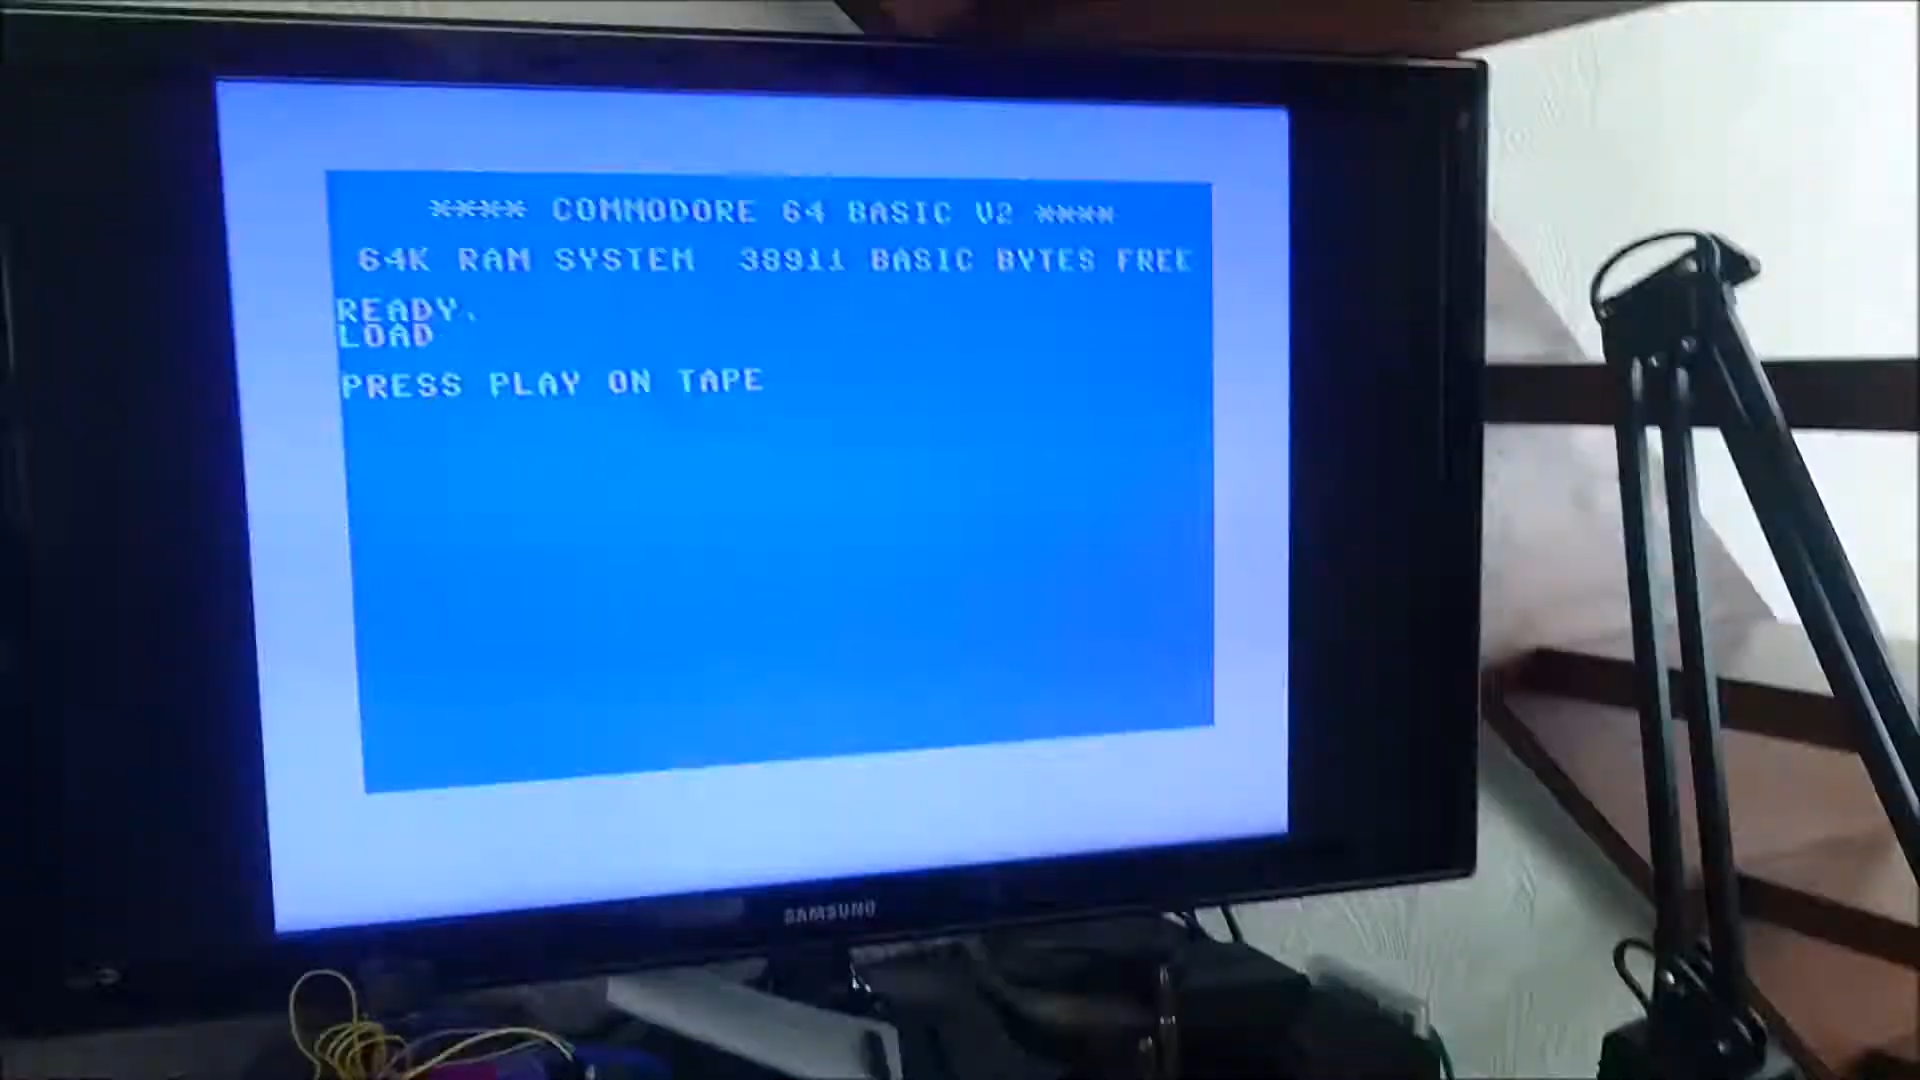 **** COMMODORE 64 BASIC V2 ****
64K RAM SYSTEM 38911 BASIC BYTES FREE
READY.
LOAD
PRESS PLAY ON TAPE
SAMSUNG